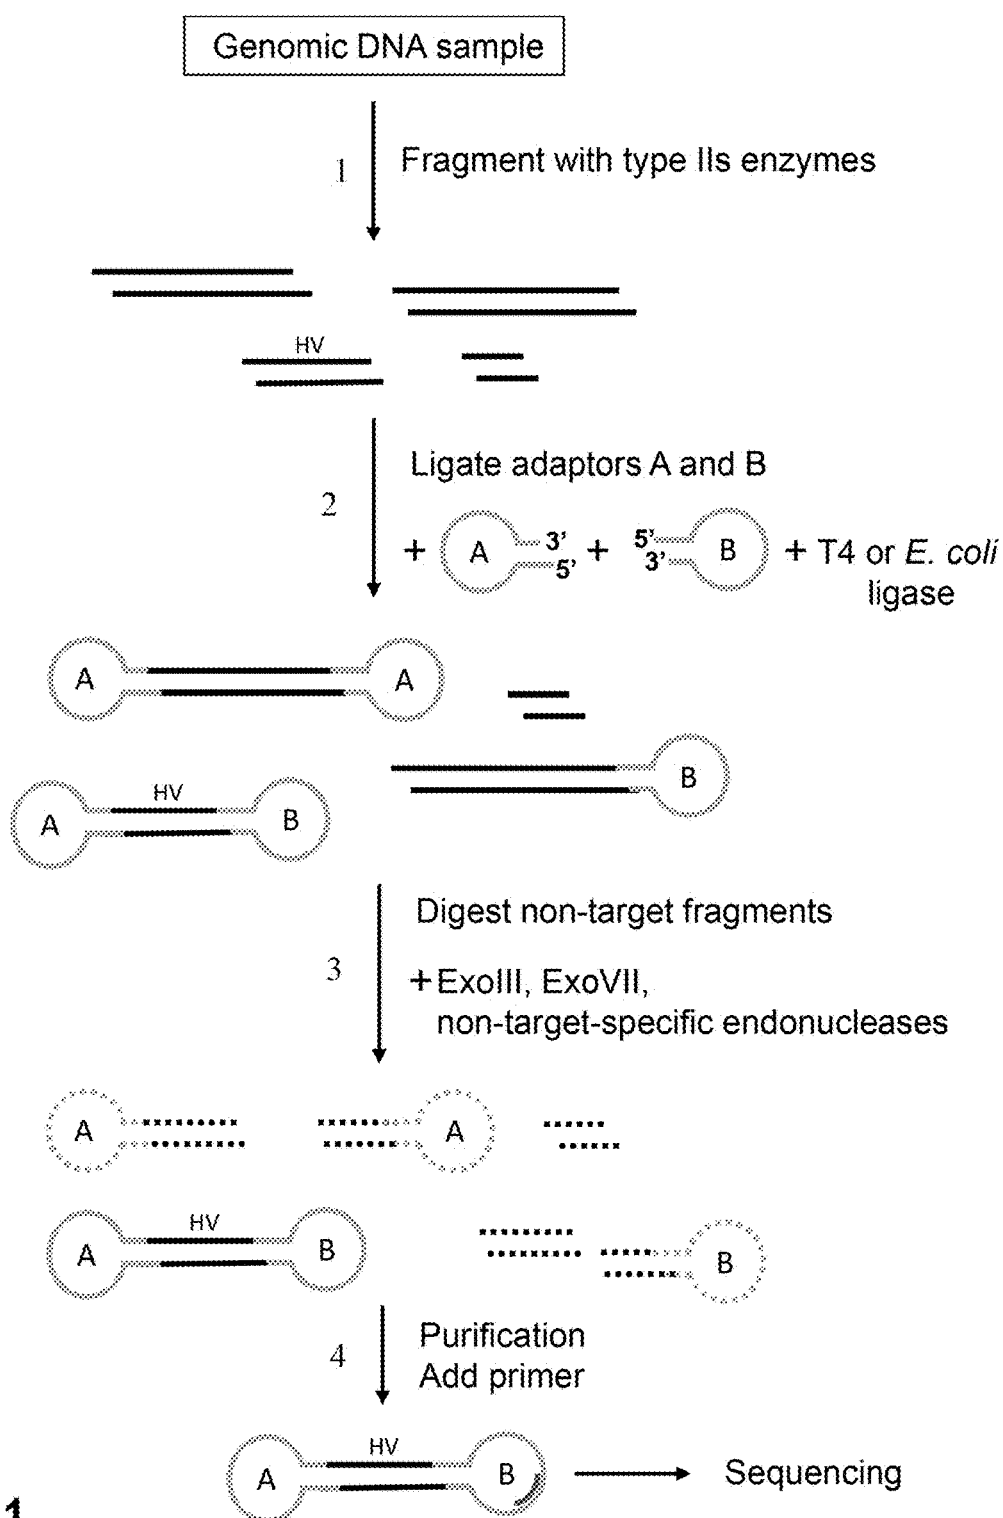 Genomic DNA sample
1
Fragment with type IIs enzymes
HV
Ligate adaptors A and B
2
+ A 3' 5' + 5' 3' B + T4 or E. coli
ligase
A A
B
HV
A B
Digest non-target fragments
3
+ ExoIII, ExoVII,
non-target-specific endonucleases
A A
HV
A B
B
4
Purification
Add primer
HV
A B
Sequencing
1